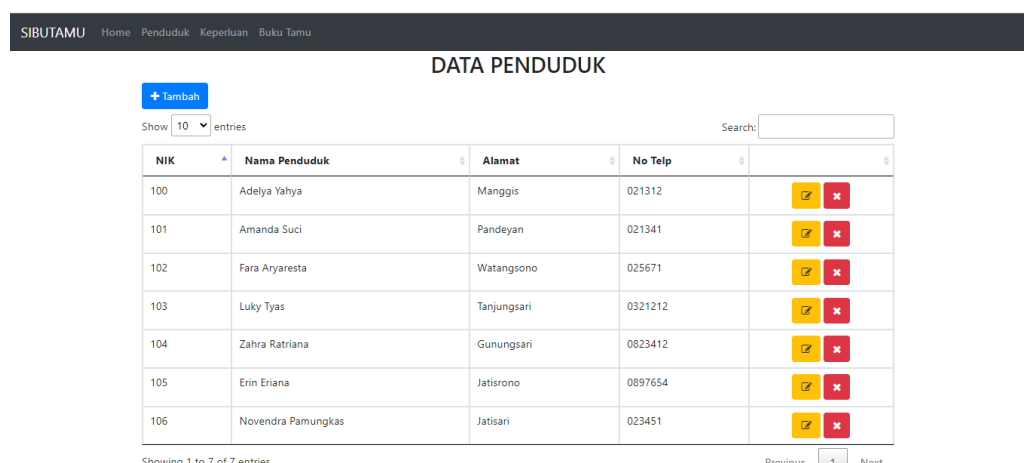 SIBUTAMU Home Penduduk Keperluan Buku Tamu
DATA PENDUDUK
Tambah
Show 10 entries Search:
NIK Nama Penduduk Alamat No Telp
100 Adelya Yahya Manggis 021312
101 Amanda Suci Pandeyan 021341
102 Fara Aryaresta Watangsono 025671
103 Luky Tyas Tanjungsari 0321212
104 Zahra Ratriana Gunungsari 0823412
105 Erin Eriana Jatisrono 0897654
106 Novendra Pamungkas Jatisari 023451
Showing 1 to 7 of 7 entries Previous 1 Next